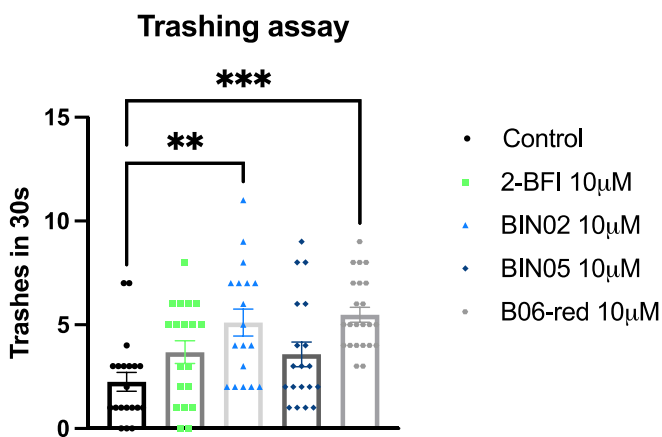 Trashing assay
***
**
15
10
5
0
Trashes in 30s
Control
2-BFI 10μM
BIN02 10μM
BIN05 10μM
B06-red 10μM